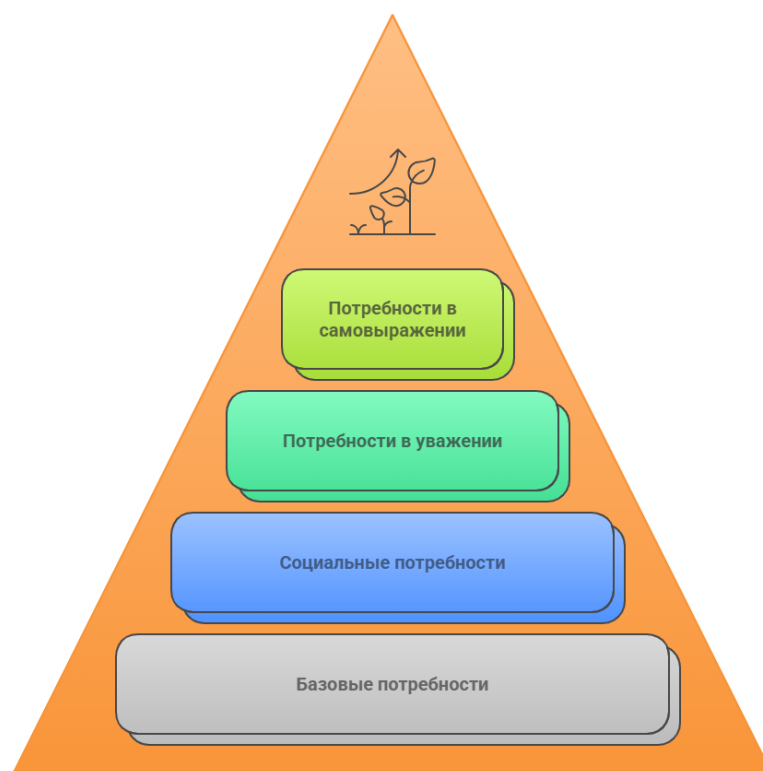 Потребности в
самовыражении
Потребности в уважении
Социальные потребности
Базовые потребности